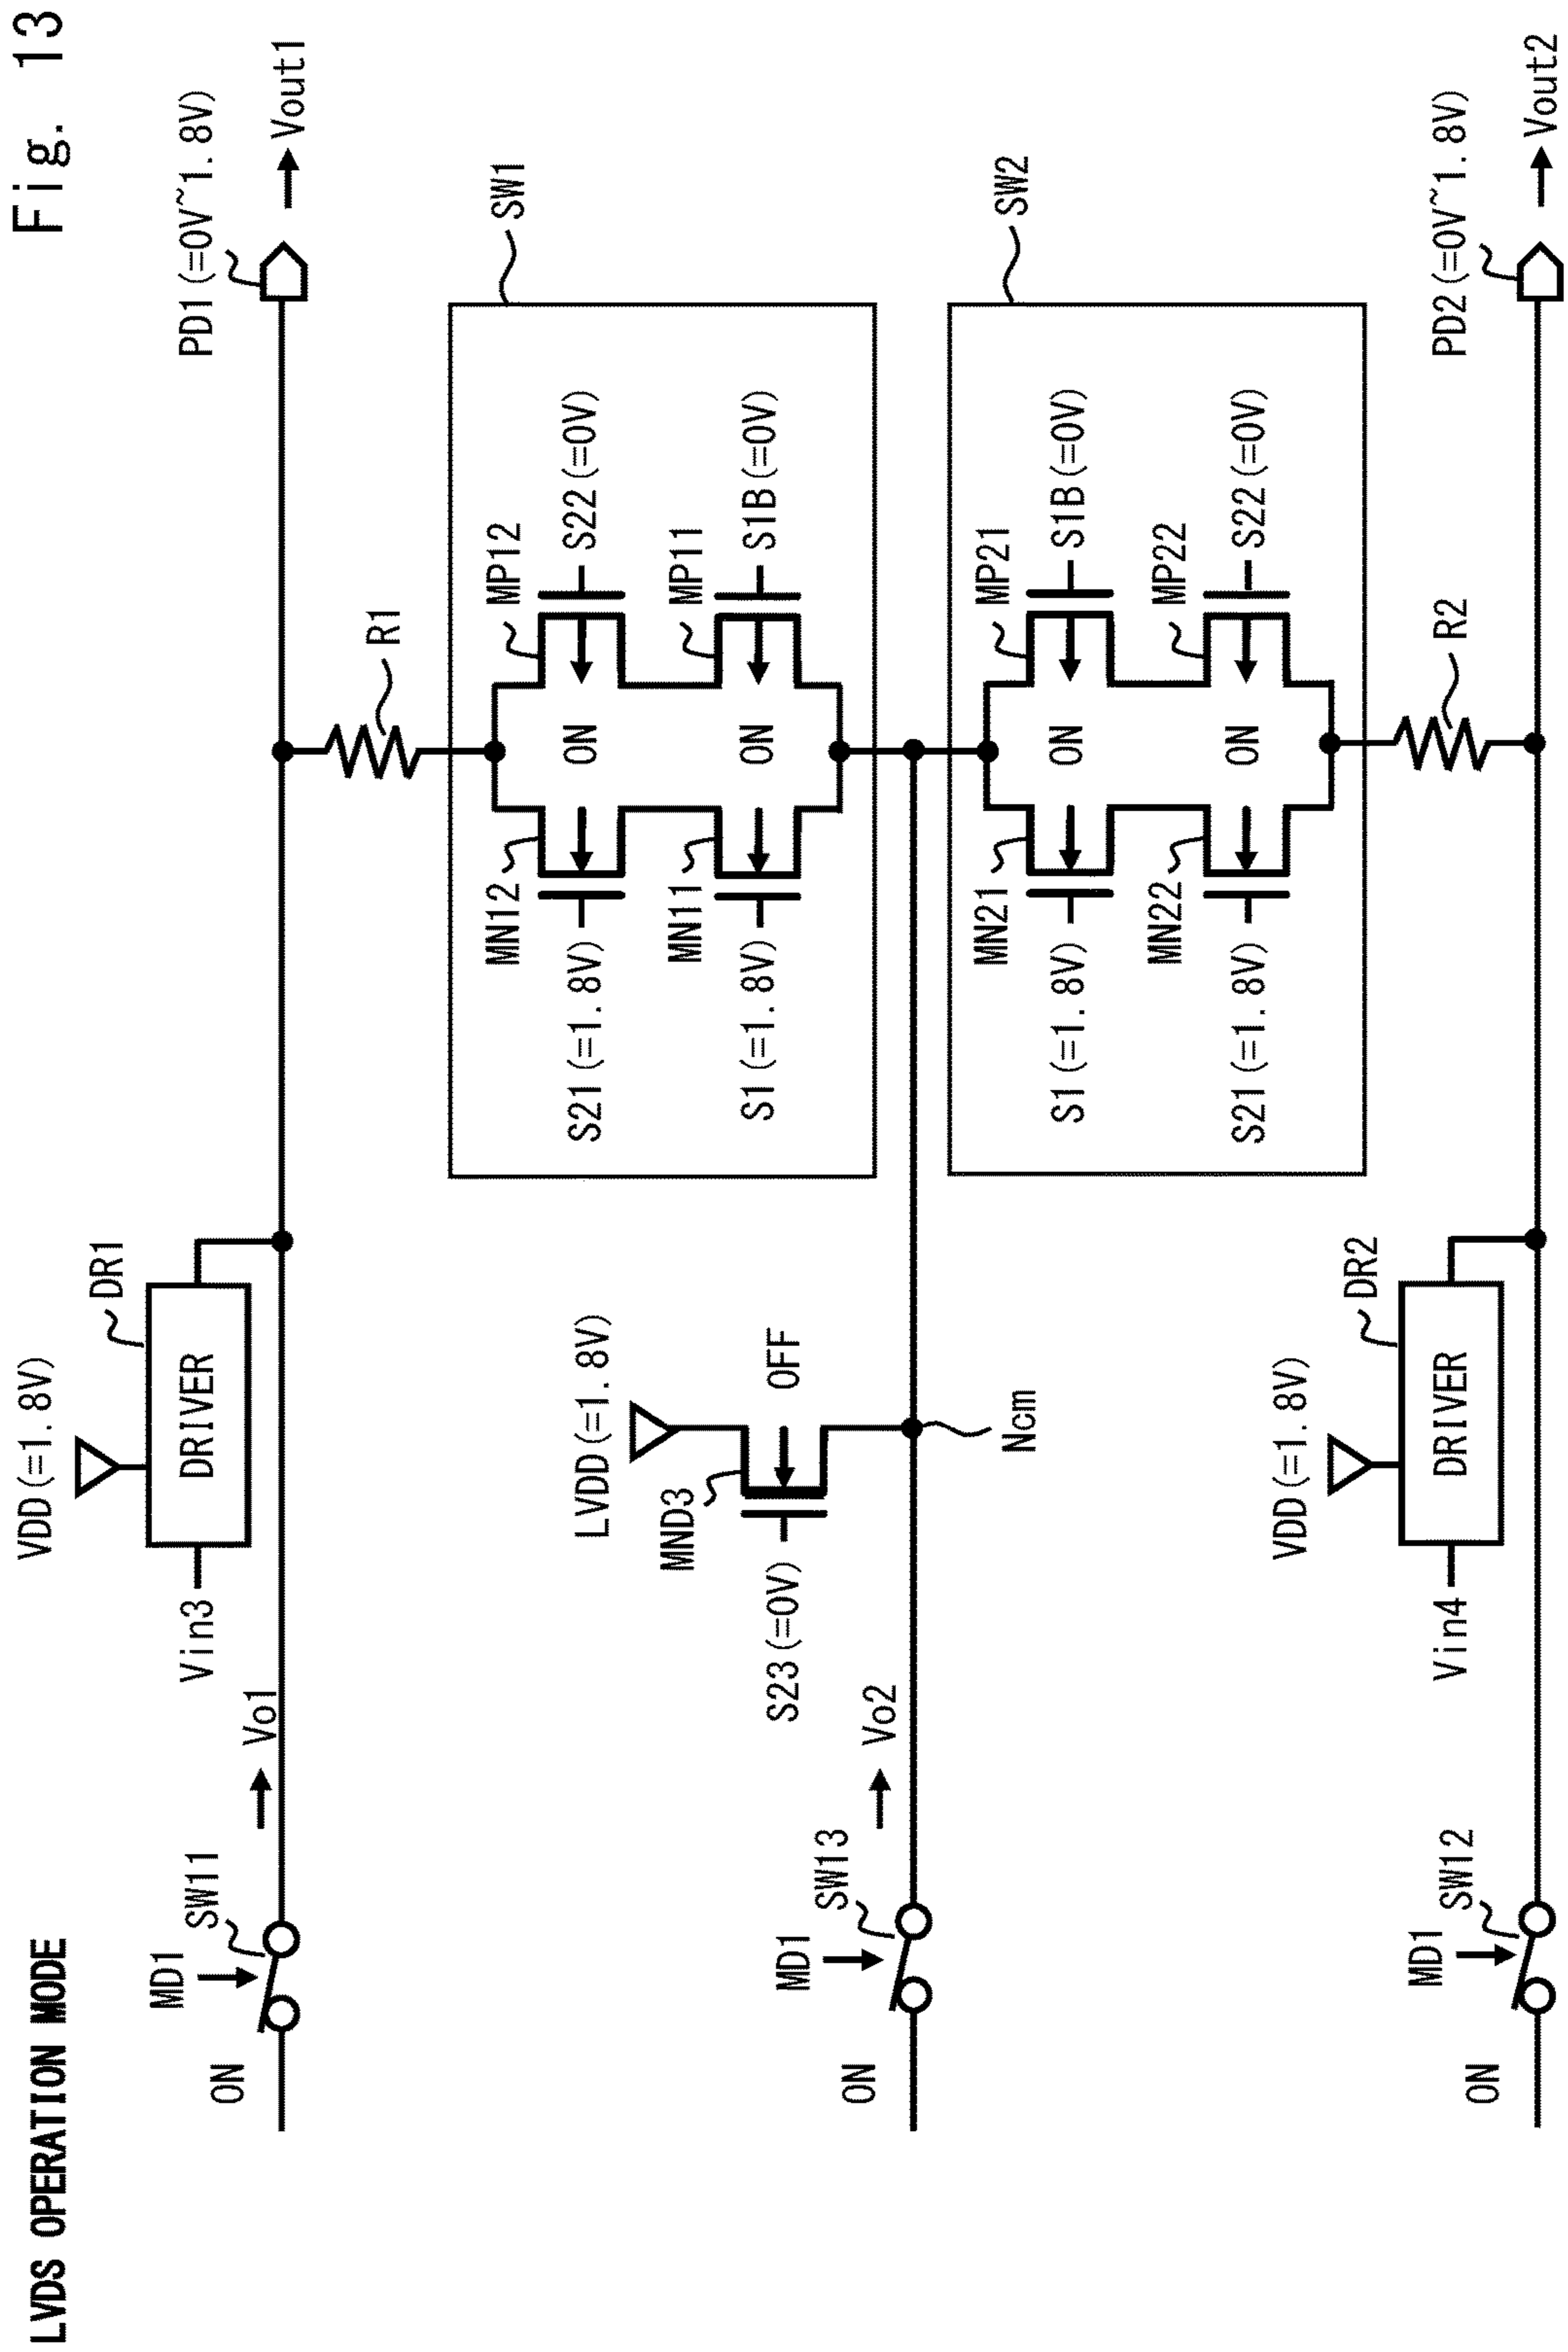 Fig. 13
LVDS OPERATION MODE
VDD(=1.8V)
DR1
DRIVER
Vin3
PD1(=0V~1.8V)
Vout1
MD1
SW11
ON
Vo1
R1
SW1
MN12
MP12
S21(=1.8V)
ON
S22(=0V)
LVDD(=1.8V)
MND3
OFF
S23(=0V)
MN11
MP11
S1(=1.8V)
ON
S1B(=0V)
MD1
SW13
ON
Vo2
Ncm
SW2
MN21
MP21
S1(=1.8V)
ON
S1B(=0V)
MN22
MP22
S21(=1.8V)
ON
S22(=0V)
VDD(=1.8V)
DR2
DRIVER
Vin4
R2
PD2(=0V~1.8V)
Vout2
MD1
SW12
ON